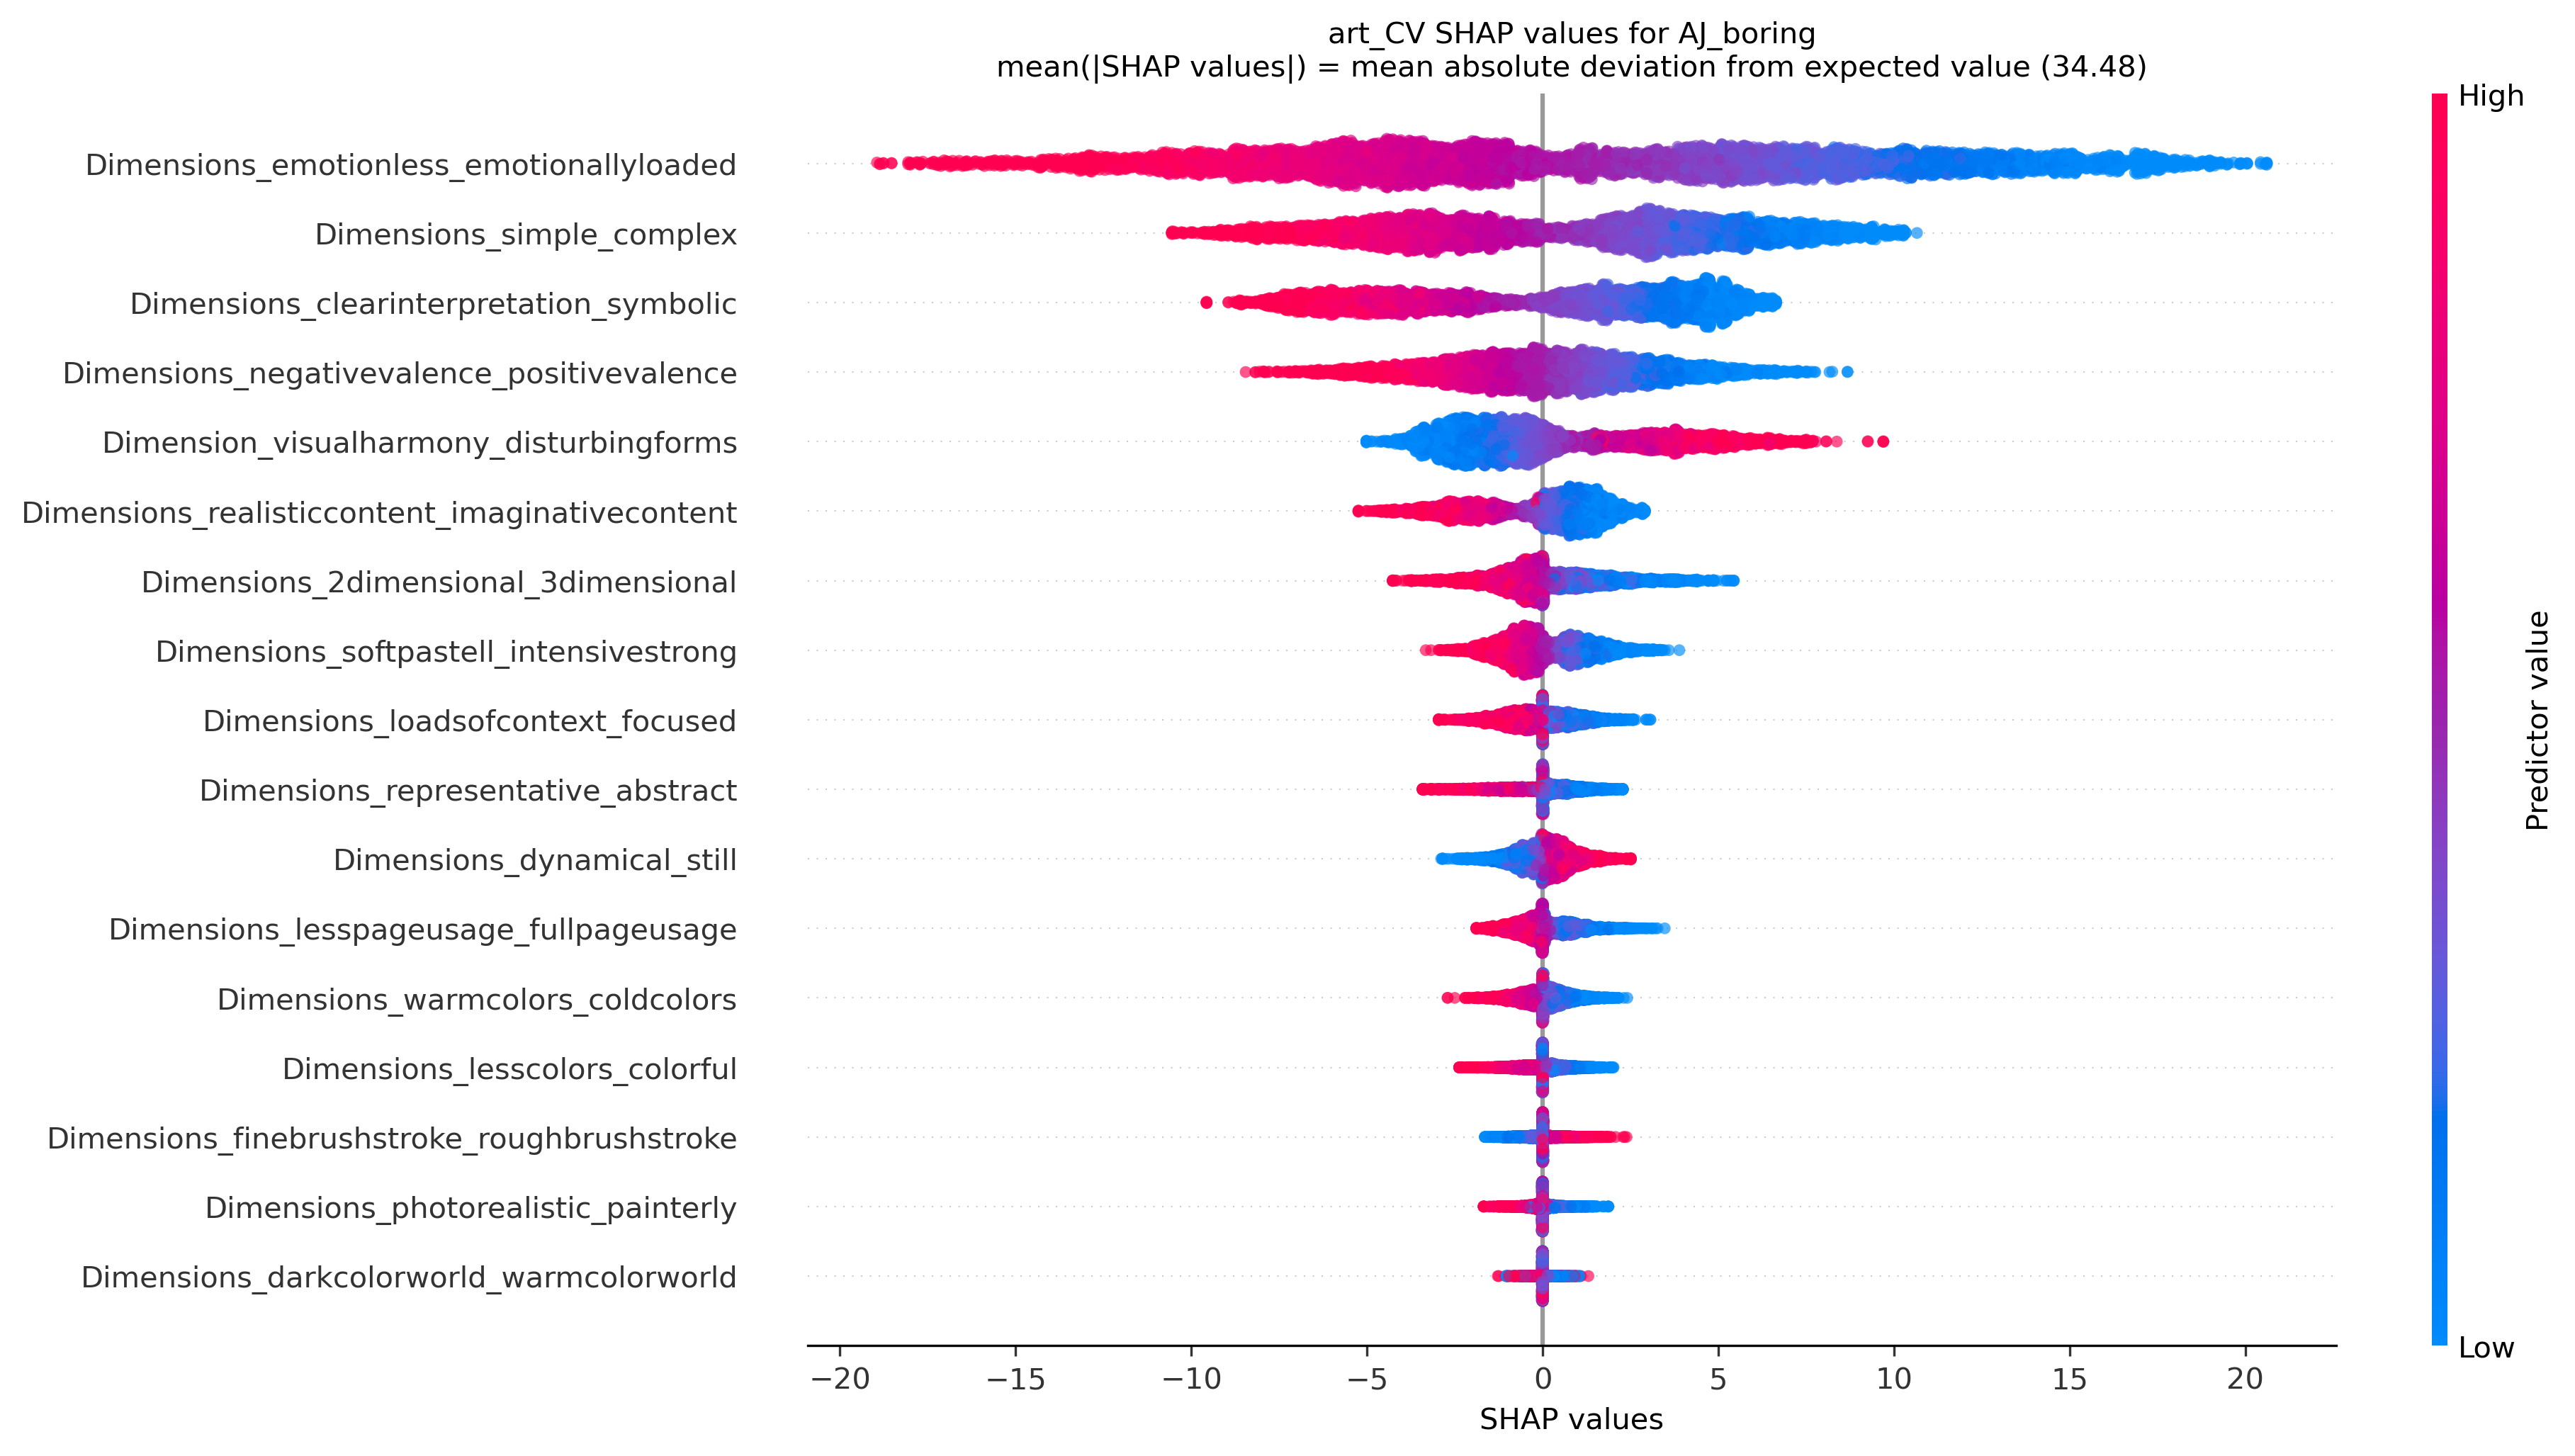 art_CV SHAP values for AJ_boring
mean(|SHAP values|) = mean absolute deviation from expected value (34.48)
High
Dimensions_emotionless_emotionallyloaded
Dimensions_simple_complex
Dimensions_clearinterpretation_symbolic
Dimensions_negativevalence_positivevalence
Dimension_visualharmony_disturbingforms
Dimensions_realisticcontent_imaginativecontent
Dimensions_2dimensional_3dimensional
Dimensions_softpastell_intensivestrong
Dimensions_loadsofcontext_focused
Dimensions_representative_abstract
Dimensions_dynamical_still
Dimensions_lesspageusage_fullpageusage
Dimensions_warmcolors_coldcolors
Dimensions_lesscolors_colorful
Dimensions_finebrushstroke_roughbrushstroke
Dimensions_photorealistic_painterly
Dimensions_darkcolorworld_warmcolorworld
Predictor value
Low
−20 −15 −10 −5 0 5 10 15 20
SHAP values